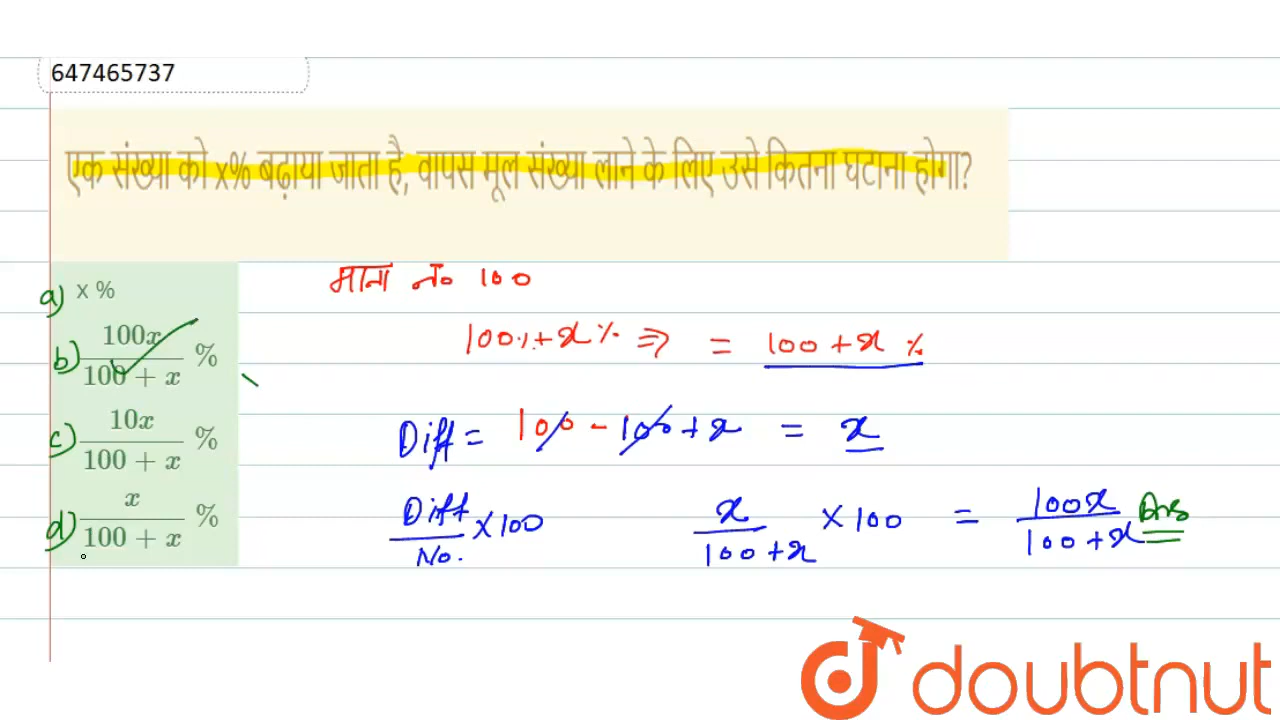 647465737
एक संख्या को x% बढ़ाया जाता है, वापस मूल संख्या लाने के लिए उसे कितना घटाना होगा?
माना नं० 100
a) x %
100% + x % ⇒ = 100 + x %
b) 100x / 100 + x %
Diff = 100 - 100 + x = x
c) 10x / 100 + x %
d) x / 100 + x %
Diff / No. × 100 x / 100 + x × 100 = 100x / 100 + x Ans
doubtnut